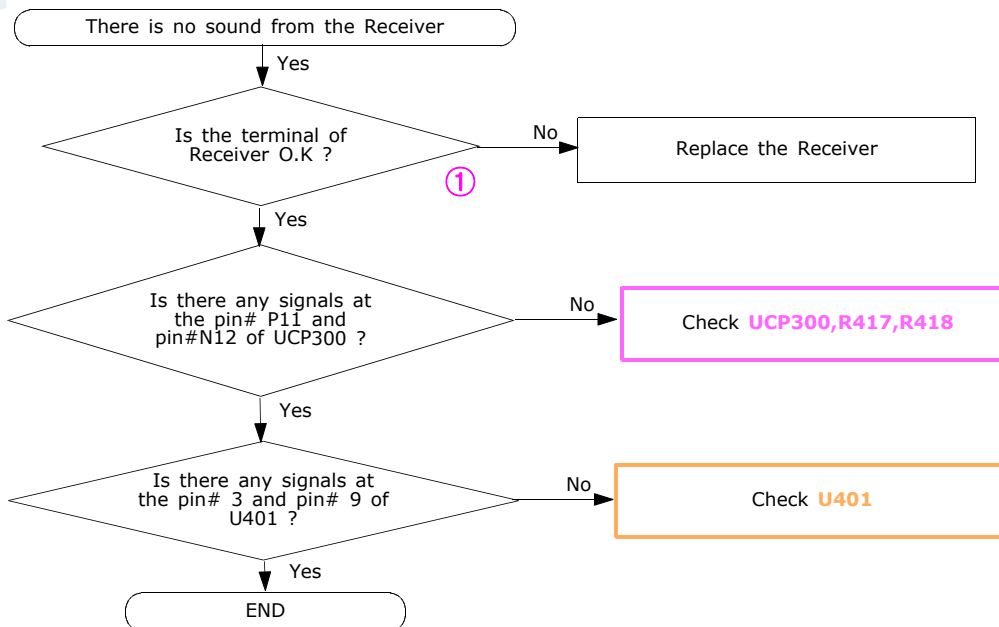 There is no sound from the Receiver
Yes
Is the terminal of
Receiver O.K ?
No
Replace the Receiver
①
Yes
Is there any signals at
the pin# P11 and
pin#N12 of UCP300 ?
No
Check UCP300,R417,R418
Yes
Is there any signals at
the pin# 3 and pin# 9 of
U401 ?
No
Check U401
Yes
END